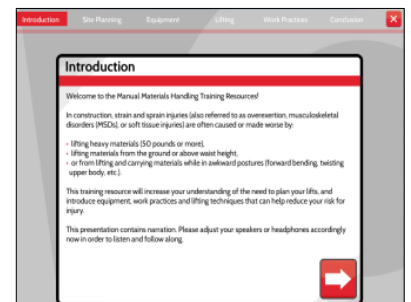 Introduction Site Planning Equipment Lifting Work Practices Conclusion
Introduction
Welcome to the Manual Materials Handling Training Resources!
In construction, strain and sprain injuries (also referred to as overexertion, musculoskeletal
disorders (MSDs), or soft tissue injuries) are often caused or made worse by:
• lifting heavy materials (50 pounds or more),
• lifting materials from the ground or above waist height,
• or from lifting and carrying materials while in awkward postures (forward bending, twisting
upper body, etc.).
This training resource will increase your understanding of the need to plan your lifts, and
introduce equipment, work practices and lifting techniques that can help reduce your risk for
injury.
This presentation contains narration. Please adjust your speakers or headphones accordingly
now in order to listen and follow along.